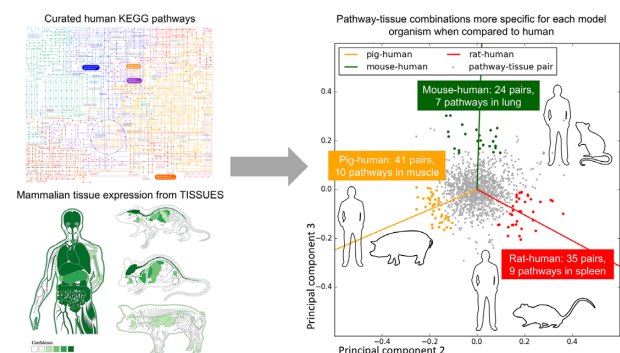 Curated human KEGG pathways
Mammalian tissue expression from TISSUES
Confidence
Pathway-tissue combinations more specific for each model
organism when compared to human
pig-human
rat-human
mouse-human
pathway-tissue pair
Mouse-human: 24 pairs,
7 pathways in lung
Pig-human: 41 pairs,
10 pathways in muscle
Rat-human: 35 pairs,
9 pathways in spleen
Principal component 3
0.4
0.2
0.0
−0.2
−0.4
−0.4
−0.2
0.0
0.2
0.4
Principal component 2